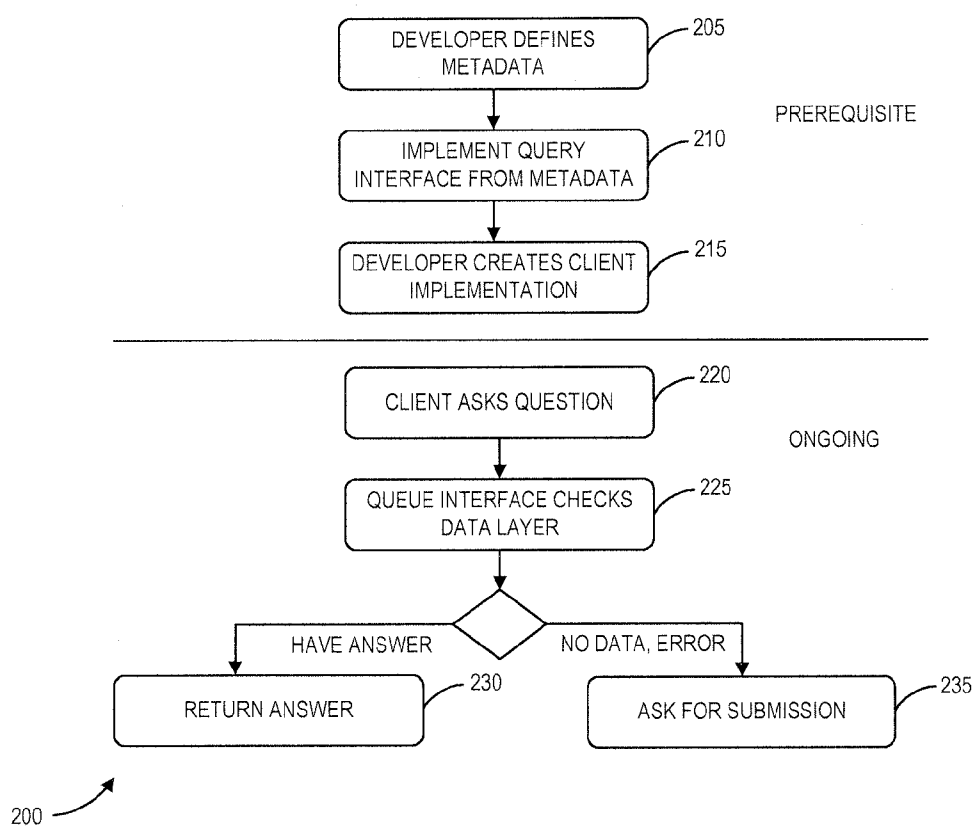 DEVELOPER DEFINES
METADATA
205
PREREQUISITE
IMPLEMENT QUERY
INTERFACE FROM METADATA
210
DEVELOPER CREATES CLIENT
IMPLEMENTATION
215
CLIENT ASKS QUESTION
220
ONGOING
QUEUE INTERFACE CHECKS
DATA LAYER
225
HAVE ANSWER
NO DATA, ERROR
RETURN ANSWER
230
ASK FOR SUBMISSION
235
200